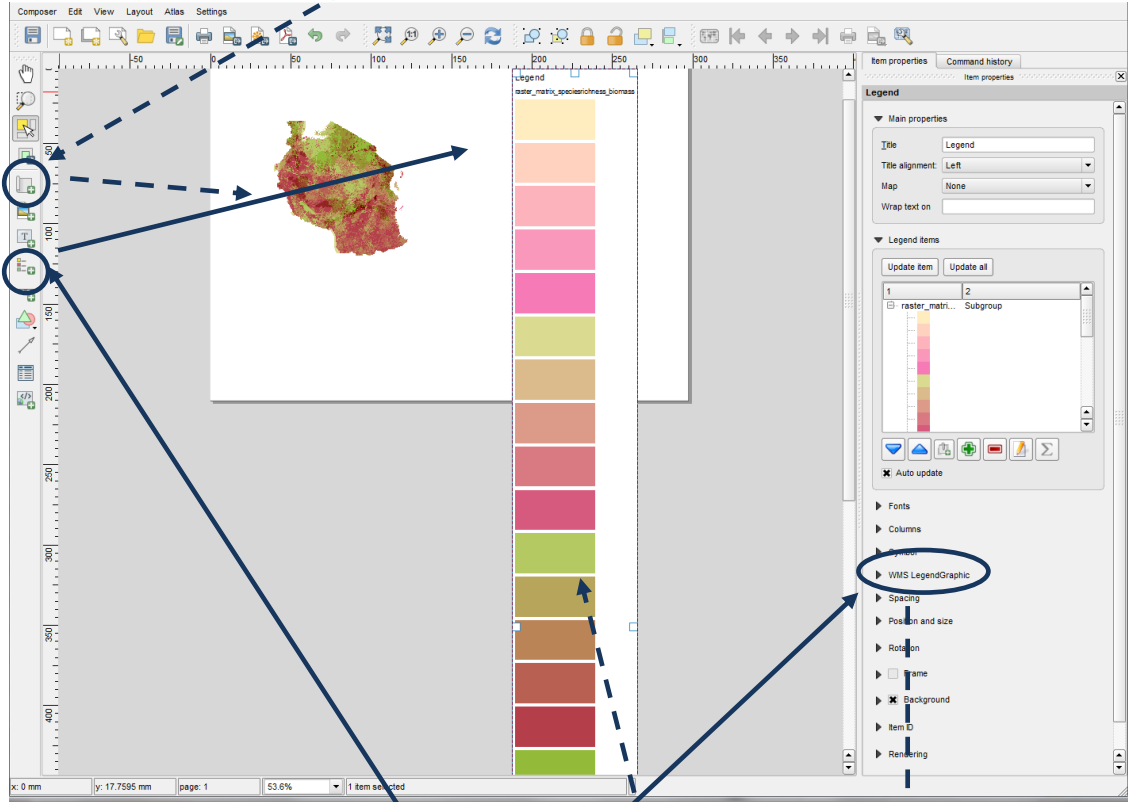 Composer Edit View Layout Atlas Settings
-50 0 50 100 150 200 250 300 350
Item properties Command history
Item properties
Legend
Main properties
Title Legend
Title alignment: Left
Map None
Wrap text on
Legend items
Update item Update all
1 2
raster_matri... Subgroup
Auto update
Fonts
Columns
Symbol
WMS LegendGraphic
Spacing
Position and size
Rotation
Frame
Background
Item ID
Rendering
Legend
raster_matrix_speciesrichness_biomass
50
100
150
200
250
300
350
400
x: 0 mm y: 17.7595 mm page: 1 53.6% 1 item selected